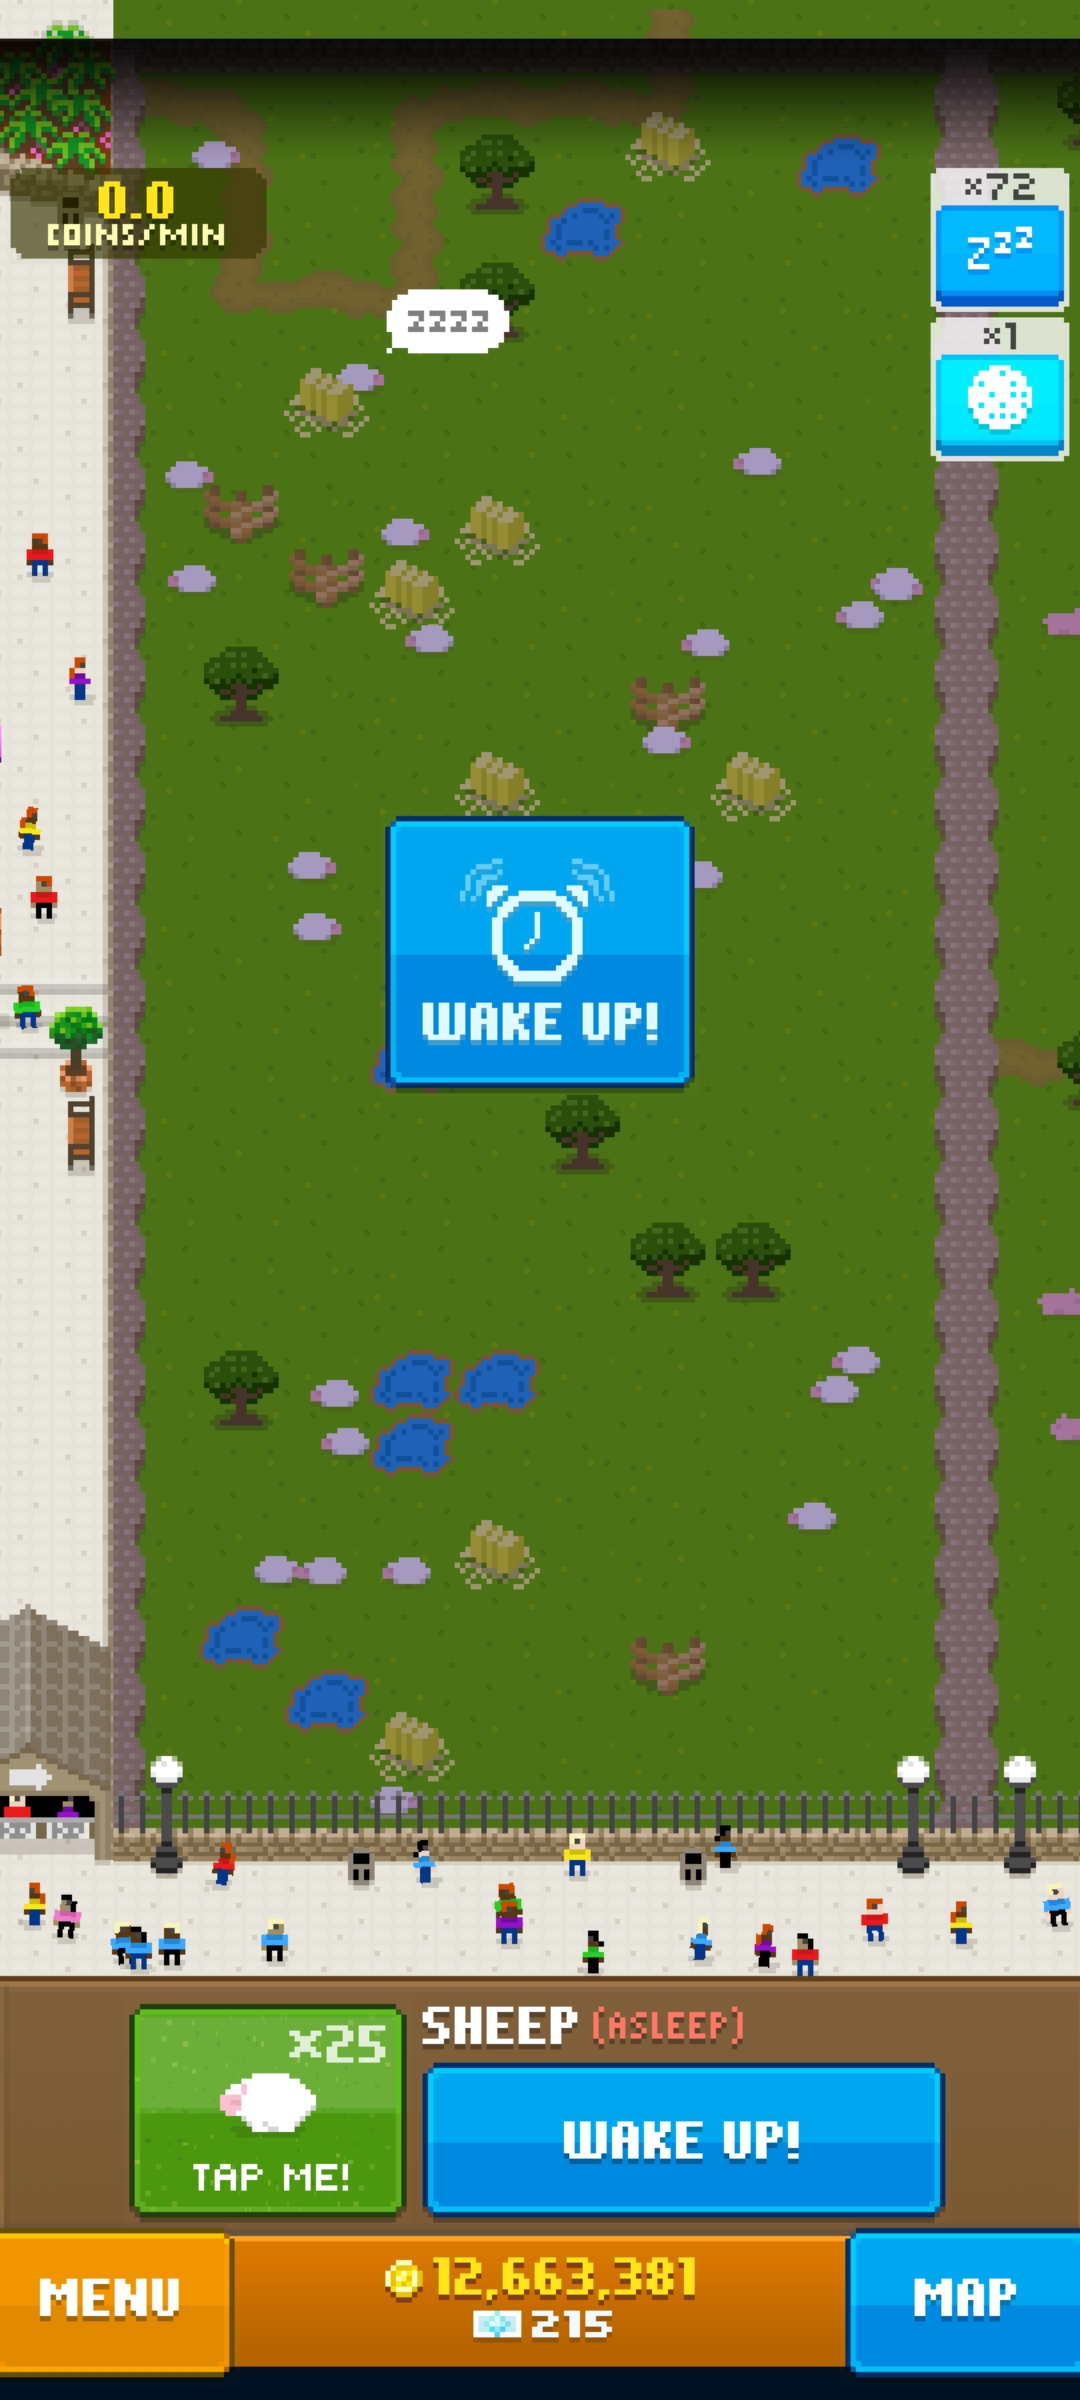 x72
zzz
0.0
COINS/MIN
zzzz
x1
WAKE UP!
x25
SHEEP (ASLEEP)
WAKE UP!
TAP ME!
MENU
12,663,381
215
MAP